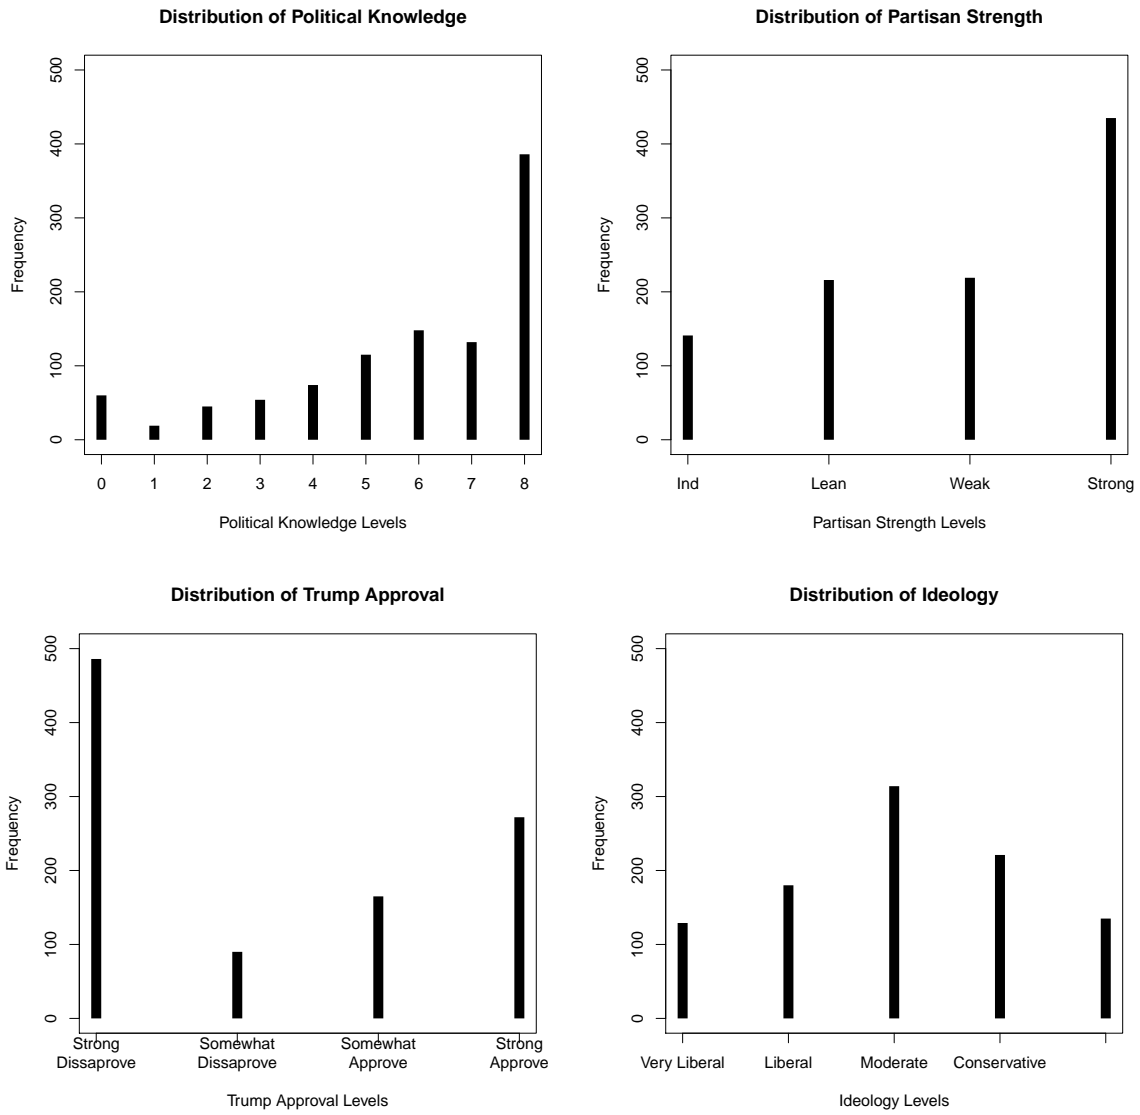 Distribution of Political Knowledge
500
400
300
200
100
0
Frequency
0 1 2 3 4 5 6 7 8
Political Knowledge Levels
Distribution of Partisan Strength
500
400
300
200
100
0
Frequency
Ind Lean Weak Strong
Partisan Strength Levels
Distribution of Trump Approval
500
400
300
200
100
0
Frequency
Strong Somewhat Somewhat Strong
Dissaprove Dissaprove Approve Approve
Trump Approval Levels
Distribution of Ideology
500
400
300
200
100
0
Frequency
Very Liberal Liberal Moderate Conservative
Ideology Levels